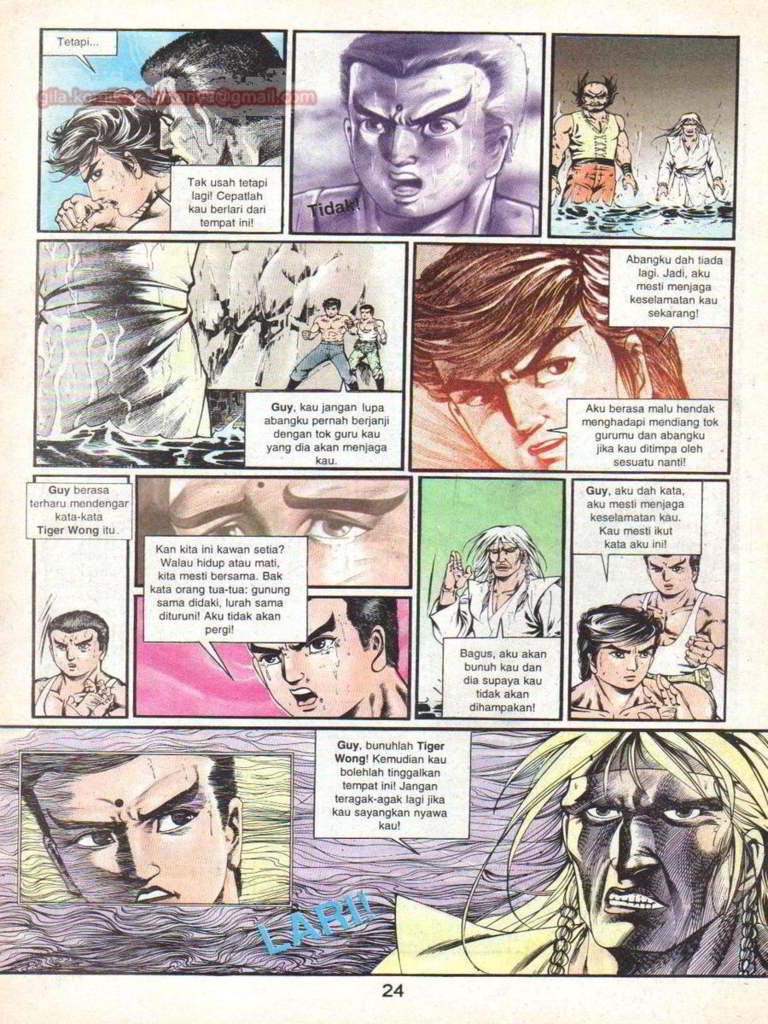 Tetapi...
gila.komik@gmail.com
Tak usah tetapi
lagi! Cepatlah
kau berlari dari
tempat ini!
Tidak!
Guy, kau jangan lupa
abangku pernah berjanji
dengan tok guru kau
yang dia akan menjaga
kau.
Abangku dah tiada
lagi. Jadi, aku
mesti menjaga
keselamatan kau
sekarang!
Aku berasa malu hendak
menghadapi mendiang tok
gurumu dan abangku
jika kau ditimpa oleh
sesuatu nanti!
Guy berasa
terharu mendengar
kata-kata
Tiger Wong itu.
Kan kita ini kawan setia?
Walau hidup atau mati,
kita mesti bersama. Bak
kata orang tua-tua: gunung
sama didaki, lurah sama
dituruni! Aku tidak akan
pergi!
Bagus, aku akan
bunuh kau dan
dia supaya kau
tidak akan
dihampakan!
Guy, aku dah kata,
aku mesti menjaga
keselamatan kau.
Kau mesti ikut
kata aku ini!
Guy, bunuhlah Tiger
Wong! Kemudian kau
bolehlah tinggalkan
tempat ini! Jangan
teragak-agak lagi jika
kau sayangkan nyawa
kau!
LARI!!
24